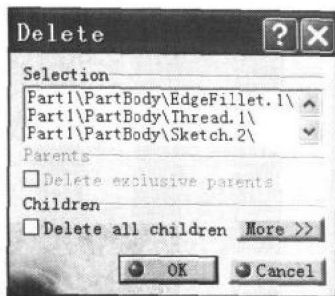 Delete
?
X
Selection
Part1\PartBody\EdgeFillet.1\
Part1\PartBody\Thread.1\
Part1\PartBody\Sketch.2\
Parents
Delete exclusive parents
Children
Delete all children
More >>
OK
Cancel